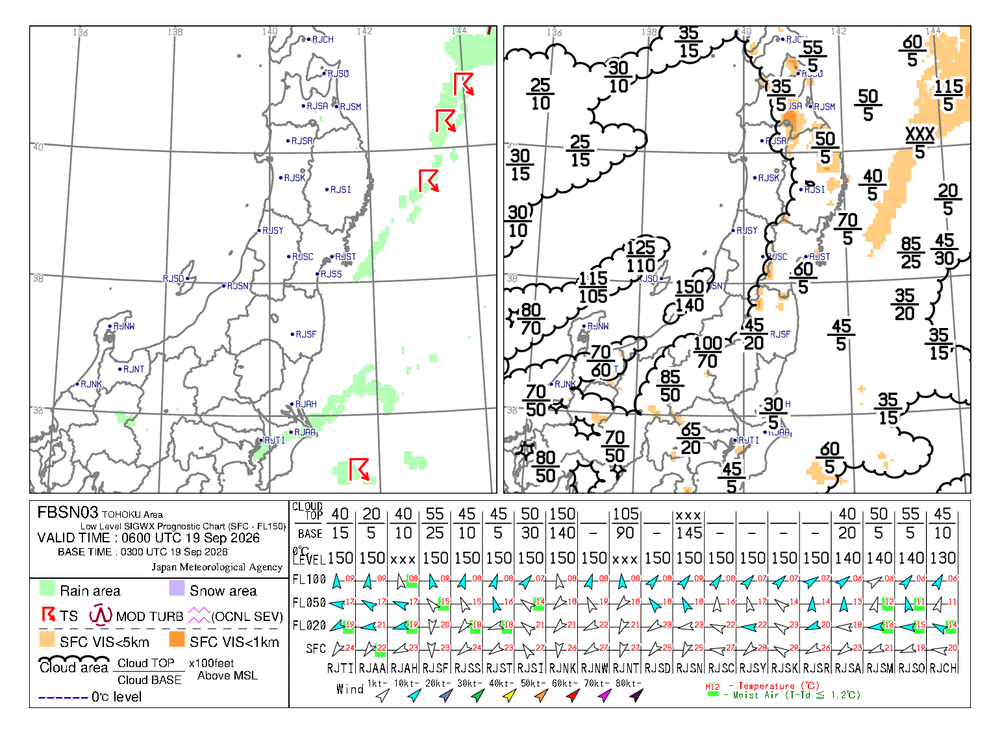 136 138 140 142 144
RJCH
RJSO
RJSA RJSM
40
RJSR
RJSK
RJSI
RJSY
RJSC RJST
RJSD RJSS
38 RJSN
RJNW RJSF
RJNT
RJNK
RJAH
RJTI RJAA
136 138 140 142 144
35
15
55
5
60
5
30
10
25
10
35
5
115
5
50
5
XXX
5
50
5
25
15
30
15
40
5
20
5
30
10
70
5
125
110
85
25
45
30
60
5
115
105
150
140
35
20
80
70
45
20
45
5
100
70
35
15
70
60
85
50
70
50
30
5
35
15
65
20
70
50
60
5
80
50
45
5
FBSN03 TOHOKU Area
Low Level SIGWX Prognostic Chart (SFC - FL150)
VALID TIME : 0600 UTC 19 Sep 2026
BASE TIME : 0300 UTC 19 Sep 2026
Japan Meteorological Agency
Rain area Snow area
TS MOD TURB (OCNL SEV)
SFC VIS<5km SFC VIS<1km
Cloud area Cloud TOP x100feet
Cloud BASE Above MSL
0℃ level
CLOUD
TOP 40 20 40 55 45 45 50 150 105 xxx 40 55 55 45
BASE 15 5 10 25 10 5 30 140 – 90 – 145 – – – – 20 5 5 10
0℃
LEVEL 150 150 xxx 150 150 150 150 150 150 xxx 150 150 150 150 150 150 140 140 140 130
FL100
FL050
FL020
SFC
RJTI RJAA RJAH RJSF RJSS RJST RJSI RJNK RJNW RJNT RJSD RJSN RJSC RJSY RJSK RJSR RJSA RJSM RJSO RJCH
Wind 1kt- 10kt- 20kt- 30kt- 40kt- 50kt- 60kt- 70kt- 80kt-
M12 - Temperature (℃)
- Moist Air (T-Td ≦ 1.2℃)